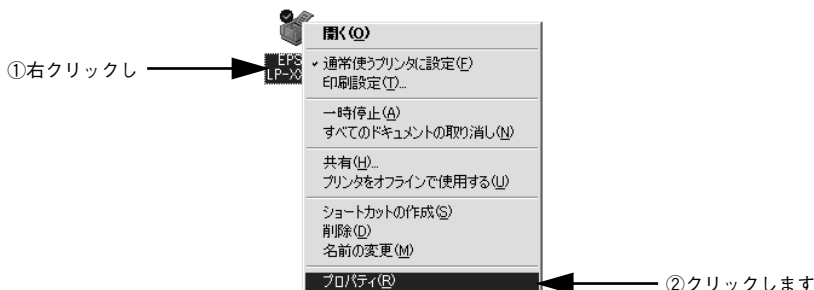 開く(O)
EPS
LP-X
①右クリックし
通常使うプリンタに設定(F)
印刷設定(T)...
一時停止(A)
すべてのドキュメントの取り消し(N)
共有(H)...
プリンタをオフラインで使用する(U)
ショートカットの作成(S)
削除(D)
名前の変更(M)
プロパティ(R)
②クリックします